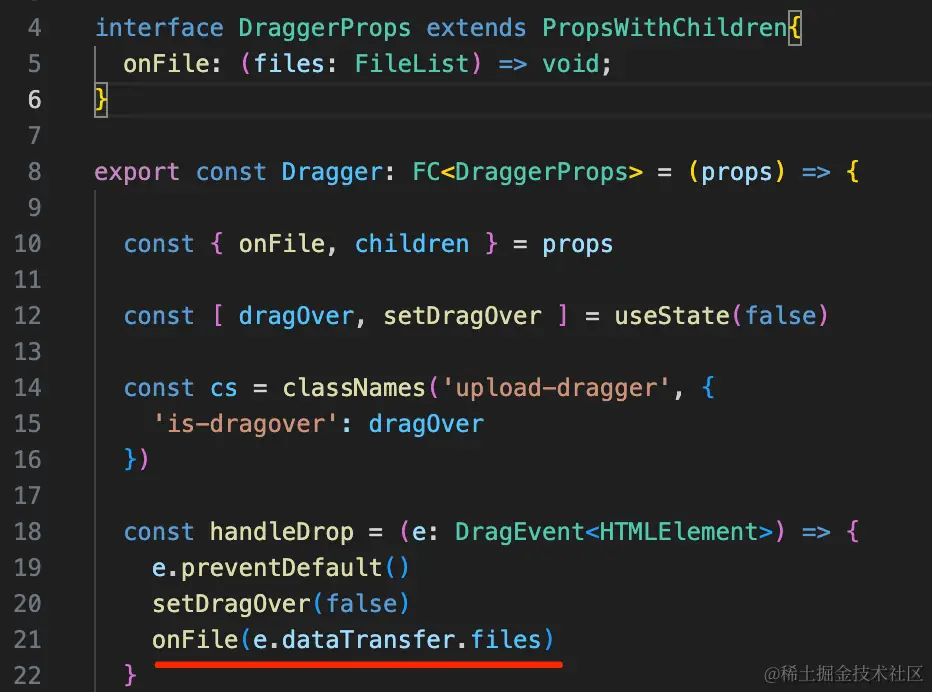 4 interface DraggerProps extends PropsWithChildren{
5 onFile: (files: FileList) => void;
6 }
7
8 export const Dragger: FC<DraggerProps> = (props) => {
9
10 const { onFile, children } = props
11
12 const [ dragOver, setDragOver ] = useState(false)
13
14 const cs = classNames('upload-dragger', {
15 'is-dragover': dragOver
16 })
17
18 const handleDrop = (e: DragEvent<HTMLElement>) => {
19 e.preventDefault()
20 setDragOver(false)
21 onFile(e.dataTransfer.files)
22 }
@稀土掘金技术社区